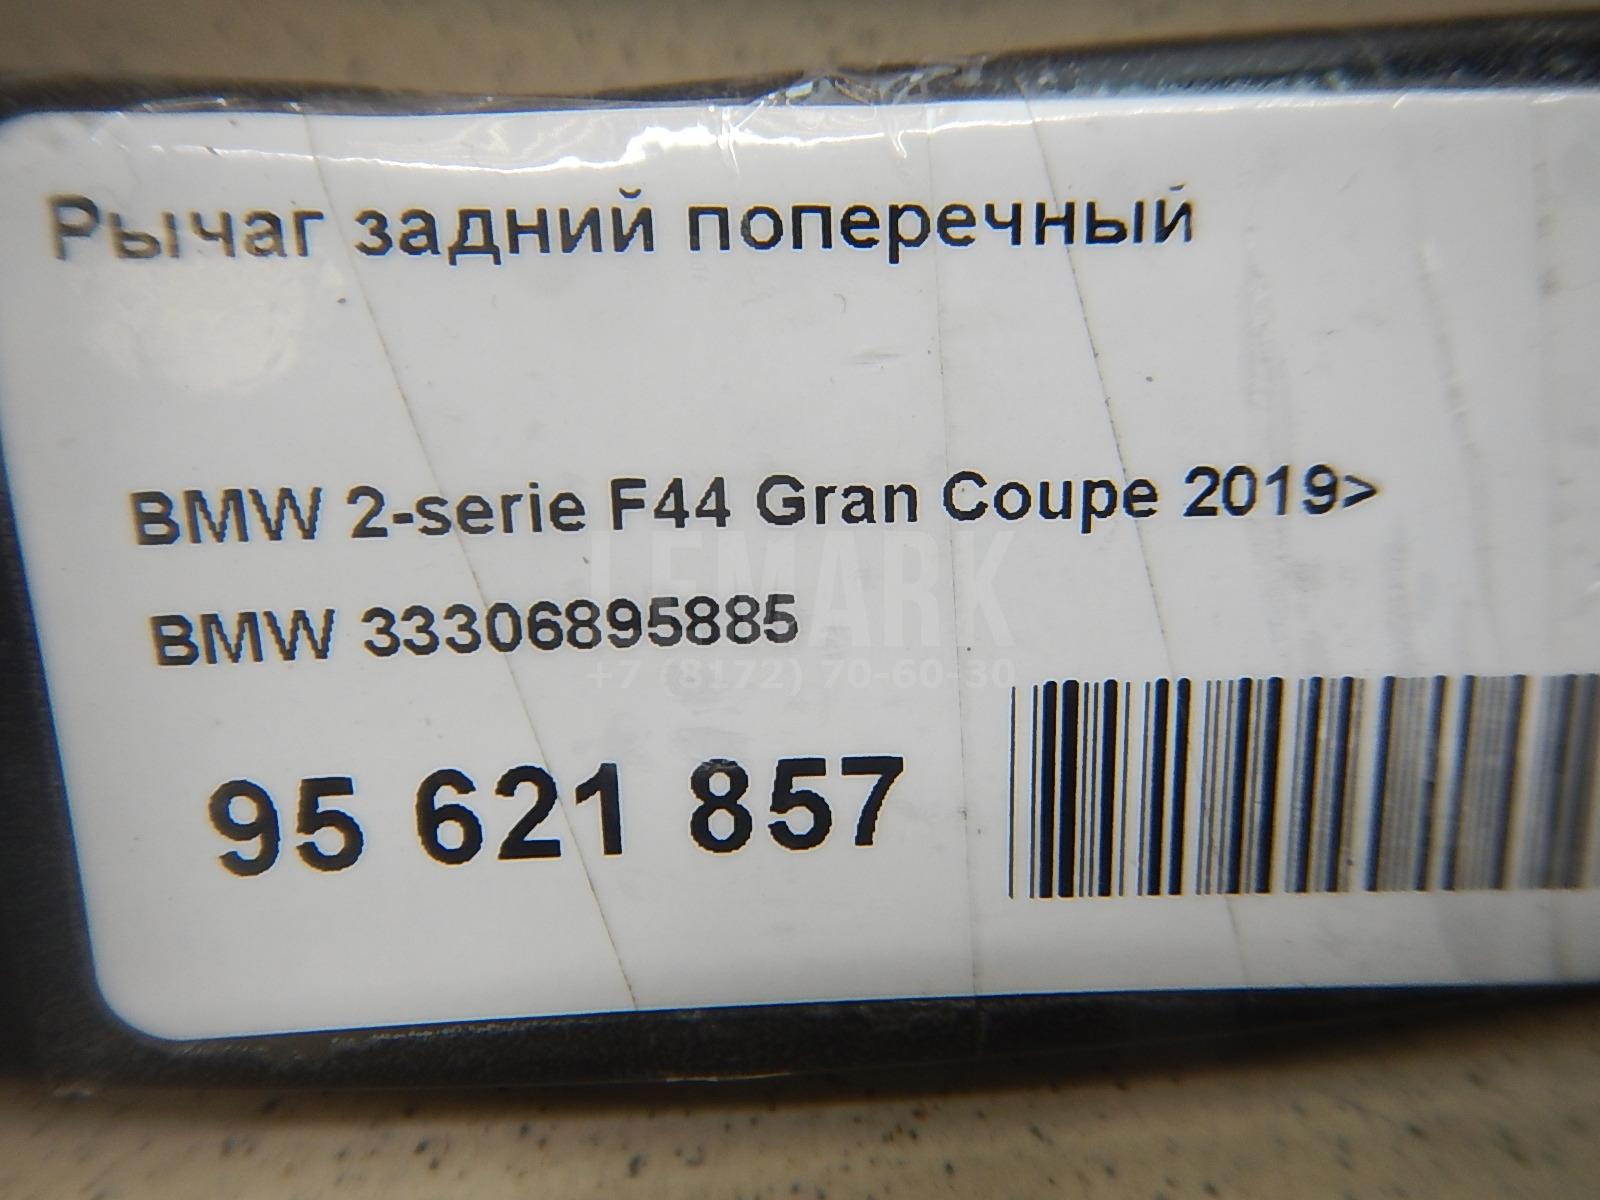 Рычаг задний поперечный
BMW 2-serie F44 Gran Coupe 2019>
LEMARK
BMW 33306895885
+7 (8172) 70-60-30
95 621 857